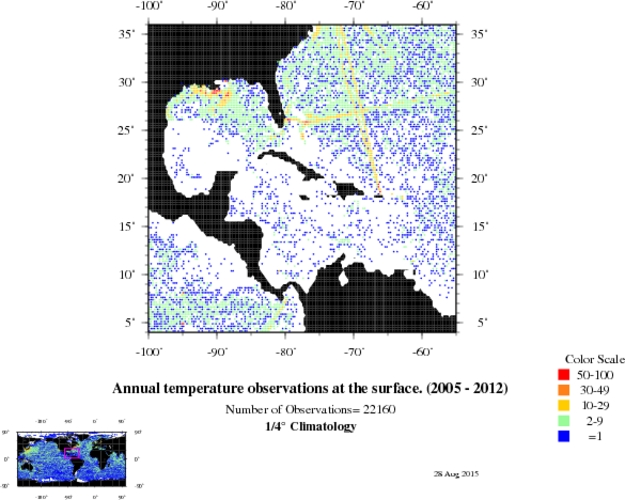 -100° -90° -80° -70° -60°
35° 35°
30° 30°
25° 25°
20° 20°
15° 15°
10° 10°
5° 5°
-100° -90° -80° -70° -60°
Color Scale
50-100
30-49
10-29
2-9
=1
Annual temperature observations at the surface. (2005 - 2012)
Number of Observations= 22160
1/4° Climatology
28 Aug 2015